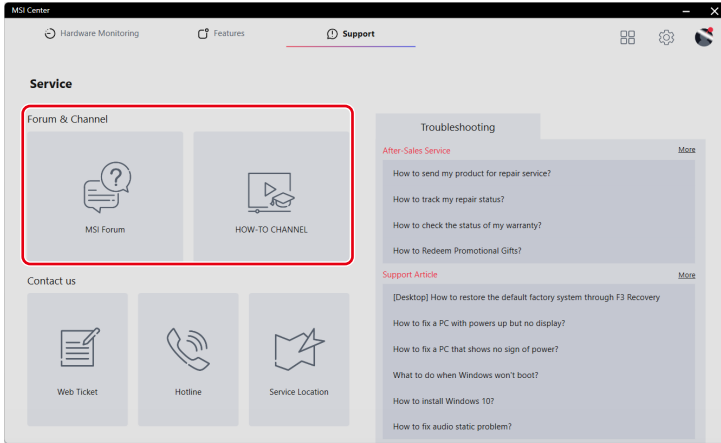 MSI Center
Hardware Monitoring
Features
Support
Service
Forum & Channel
MSI Forum
HOW-TO CHANNEL
Contact us
Web Ticket
Hotline
Service Location
Troubleshooting
After-Sales Service
More
How to send my product for repair service?
How to track my repair status?
How to check the status of my warranty?
How to Redeem Promotional Gifts?
Support Article
More
[Desktop] How to restore the default factory system through F3 Recovery
How to fix a PC with powers up but no display?
How to fix a PC that shows no sign of power?
What to do when Windows won't boot?
How to install Windows 10?
How to fix audio static problem?